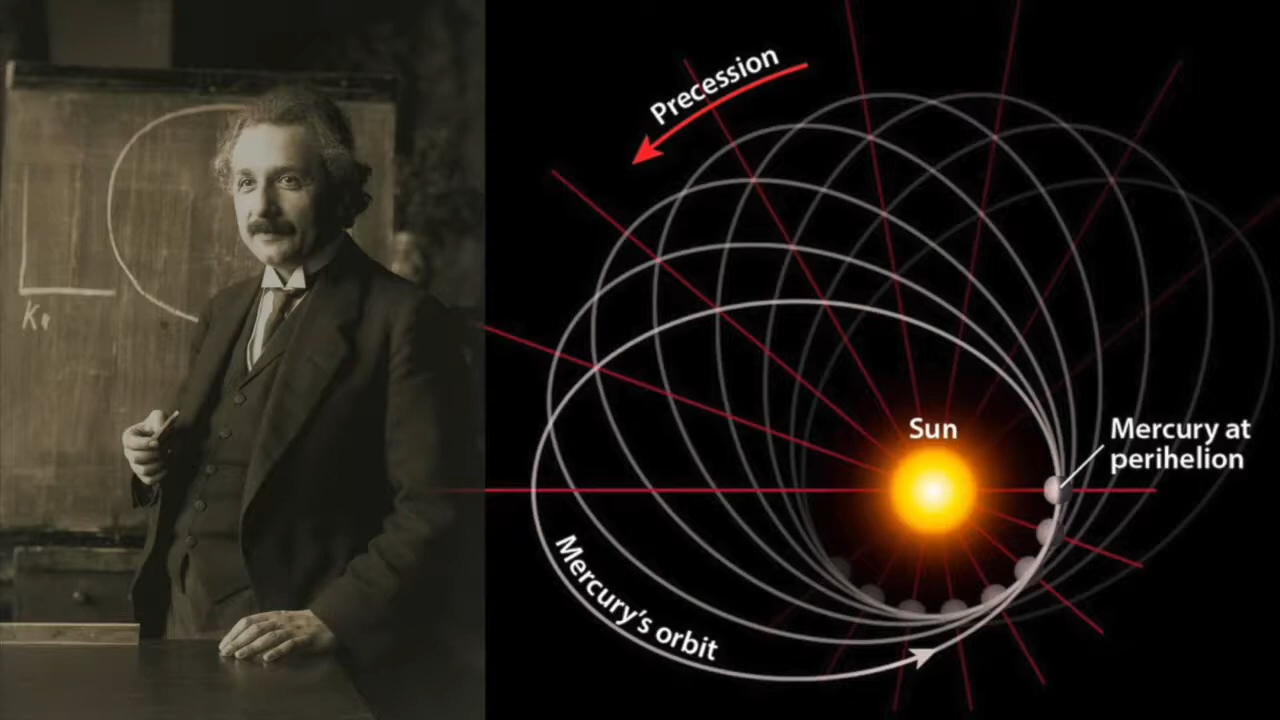 Precession
Sun
Mercury at
perihelion
Mercury's orbit